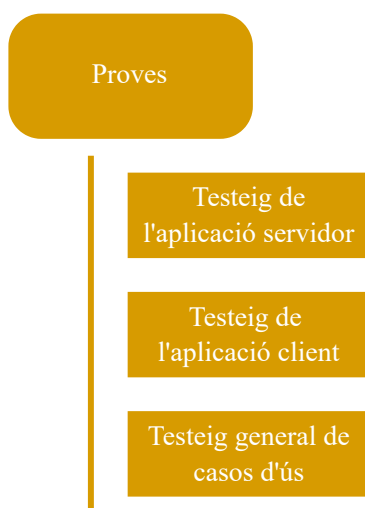 Proves
Testeig de
l'aplicació servidor
Testeig de
l'aplicació client
Testeig general de
casos d'ús